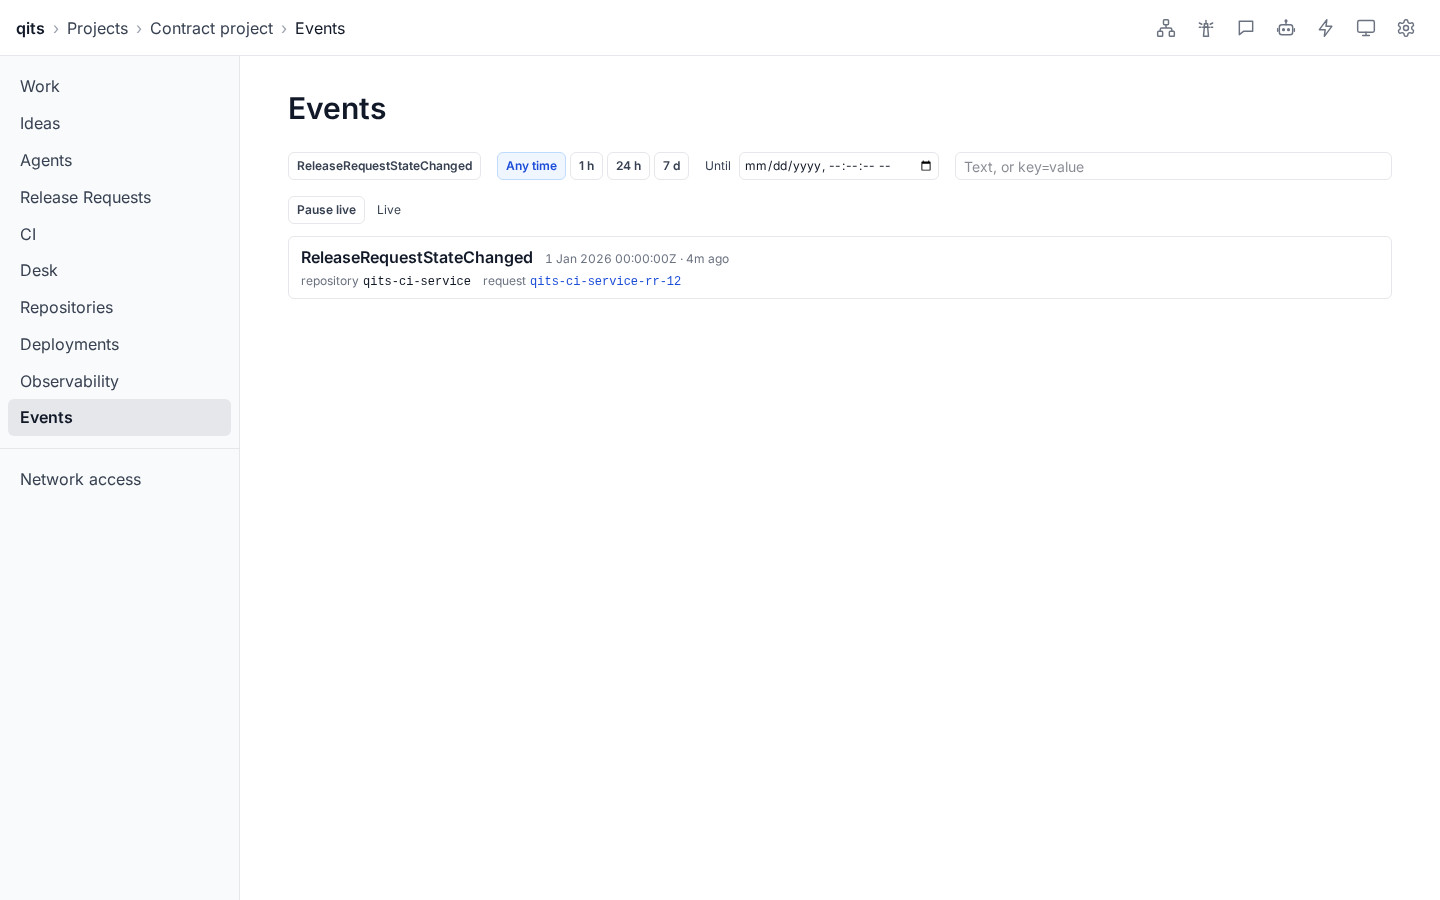 qits › Projects › Contract project › Events
Work
Ideas
Agents
Release Requests
CI
Desk
Repositories
Deployments
Observability
Events
Network access
Events
ReleaseRequestStateChanged Any time 1 h 24 h 7 d Until mm/dd/yyyy, --:--:-- -- Text, or key=value
Pause live Live
ReleaseRequestStateChanged 1 Jan 2026 00:00:00Z · 4m ago
repository qits-ci-service request qits-ci-service-rr-12